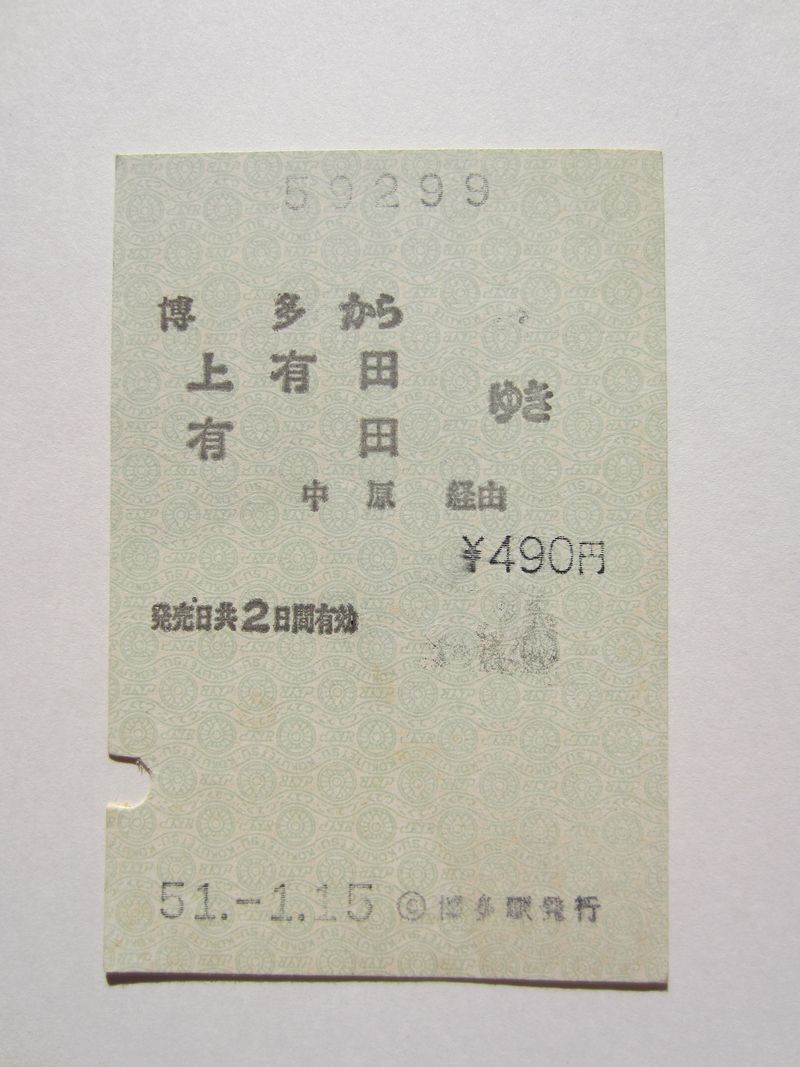 59299
博多から
上有田
有田
ゆき
中原 経由
¥490円
発売日共2日間有効
51.-1.15 ©博多駅発行